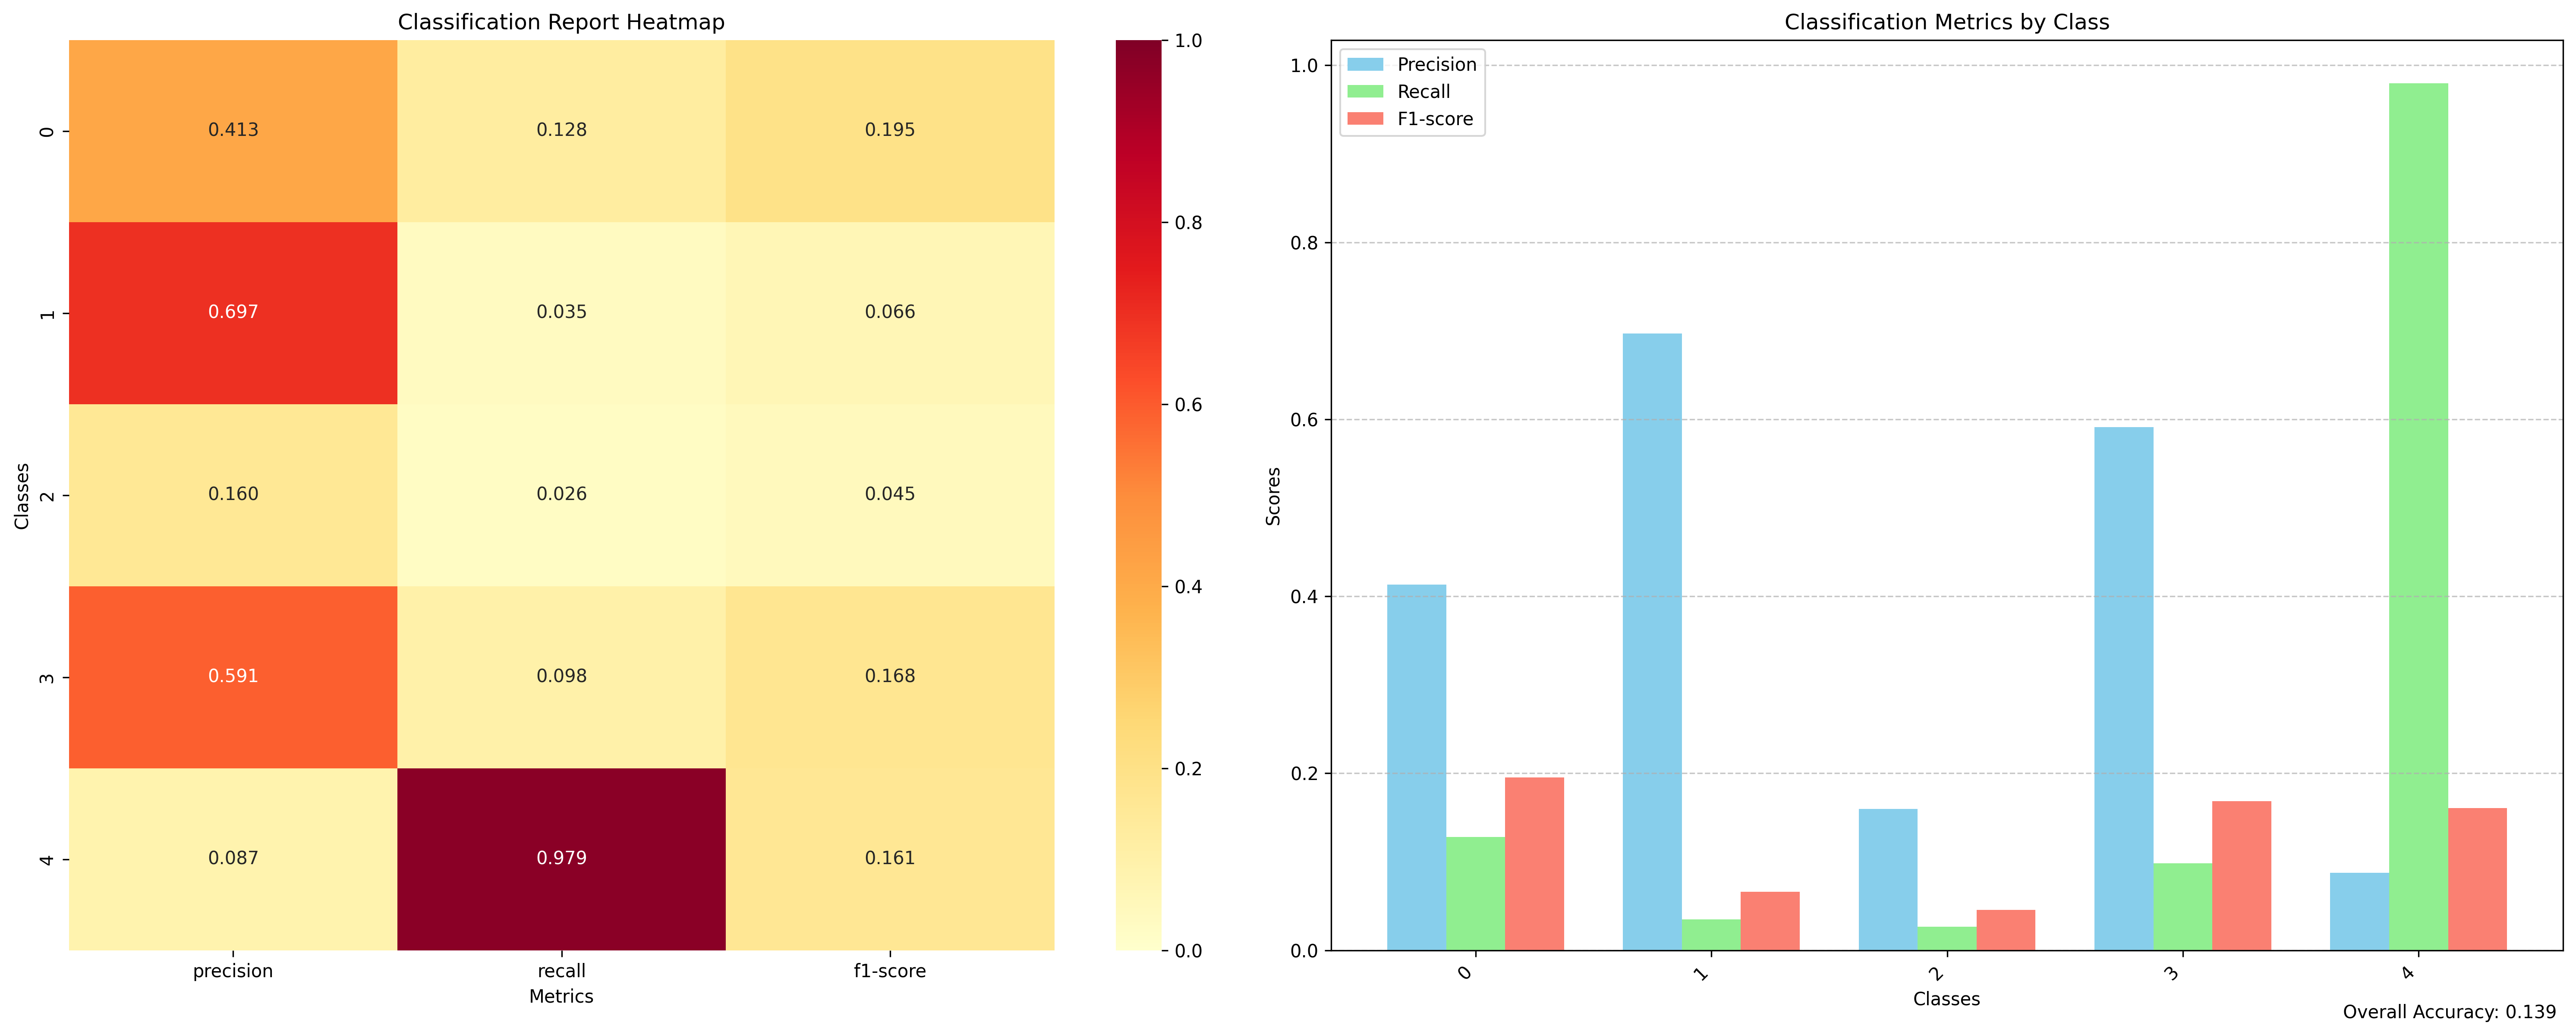 Classification Report Heatmap
Classes
0
0.413
0.128
0.195
1
0.697
0.035
0.066
2
0.160
0.026
0.045
3
0.591
0.098
0.168
4
0.087
0.979
0.161
precision
recall
f1-score
Metrics
1.0
0.8
0.6
0.4
0.2
0.0
Classification Metrics by Class
Precision
Recall
F1-score
Scores
1.0
0.8
0.6
0.4
0.2
0.0
0
1
2
3
4
Classes
Overall Accuracy: 0.139